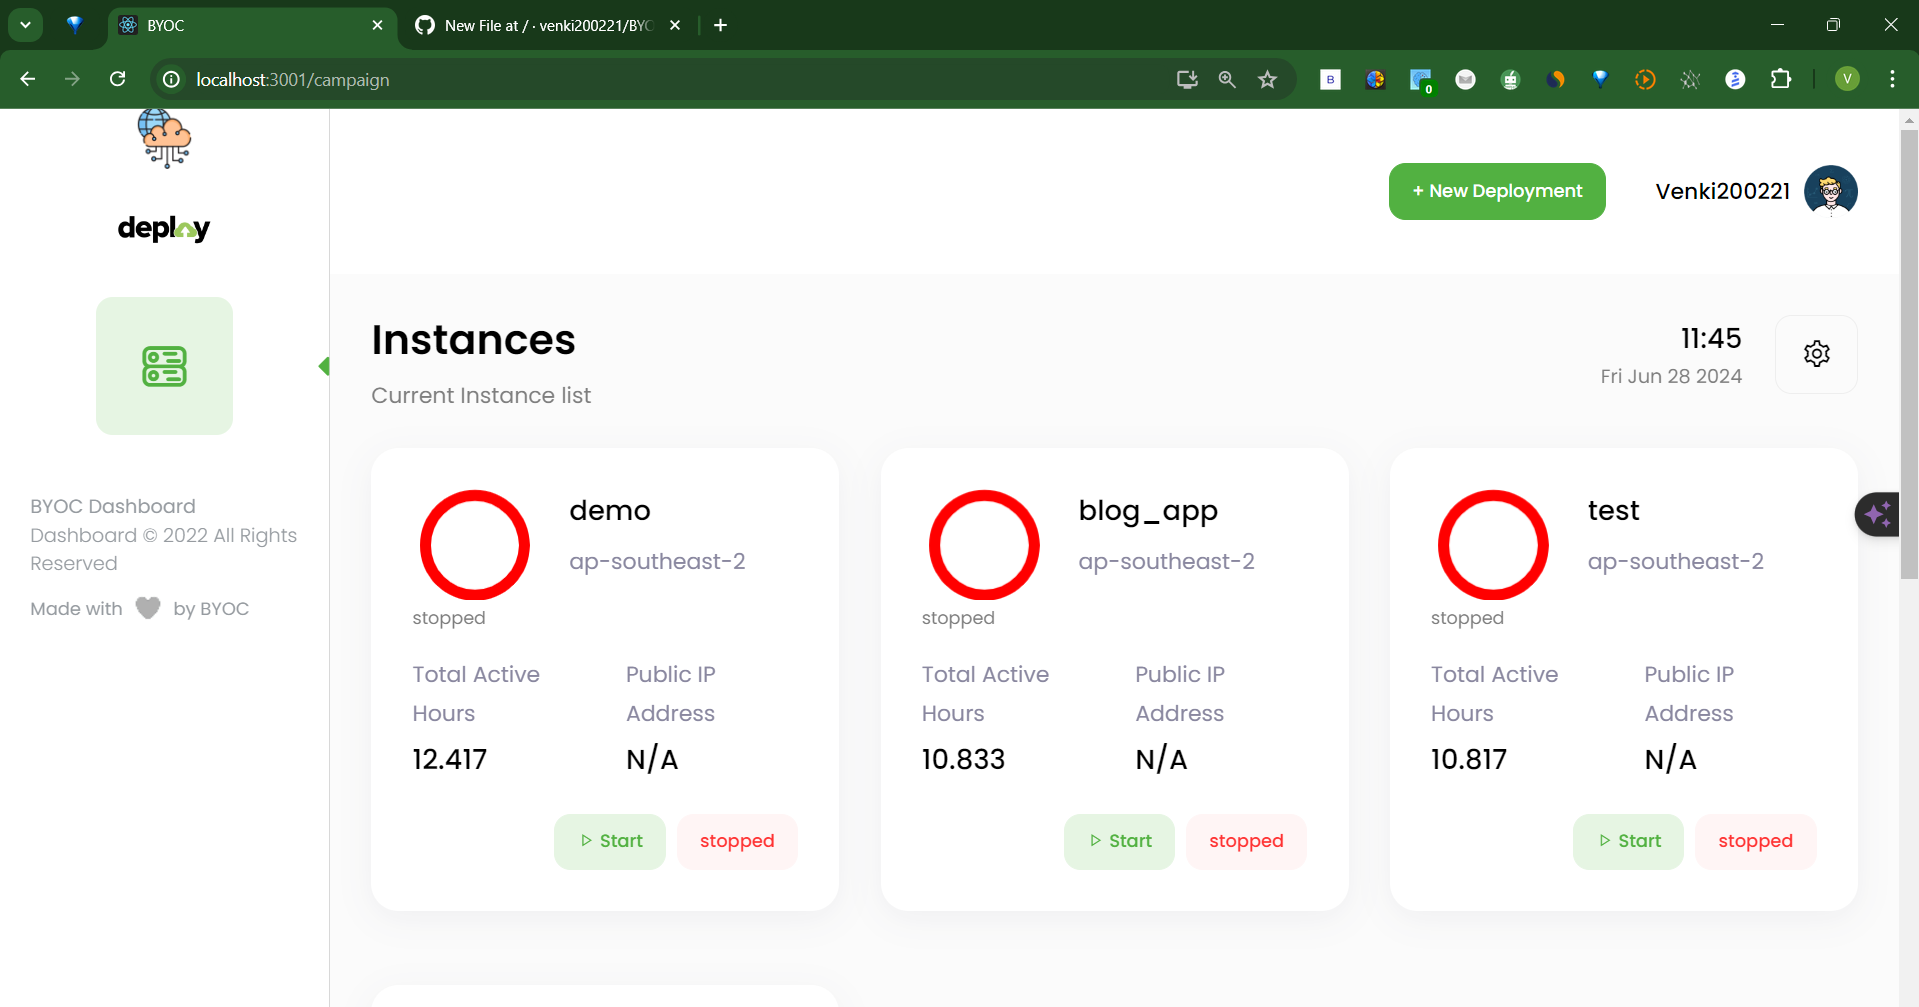 BYOC
New File at / · venki200221/BYO
localhost:3001/campaign
B
0
V
deploy
+ New Deployment
Venki200221
Instances
Current Instance list
11:45
Fri Jun 28 2024
BYOC Dashboard
Dashboard © 2022 All Rights
Reserved
Made with by BYOC
demo
ap-southeast-2
stopped
Total Active
Hours
12.417
Public IP
Address
N/A
Start
stopped
blog_app
ap-southeast-2
stopped
Total Active
Hours
10.833
Public IP
Address
N/A
Start
stopped
test
ap-southeast-2
stopped
Total Active
Hours
10.817
Public IP
Address
N/A
Start
stopped